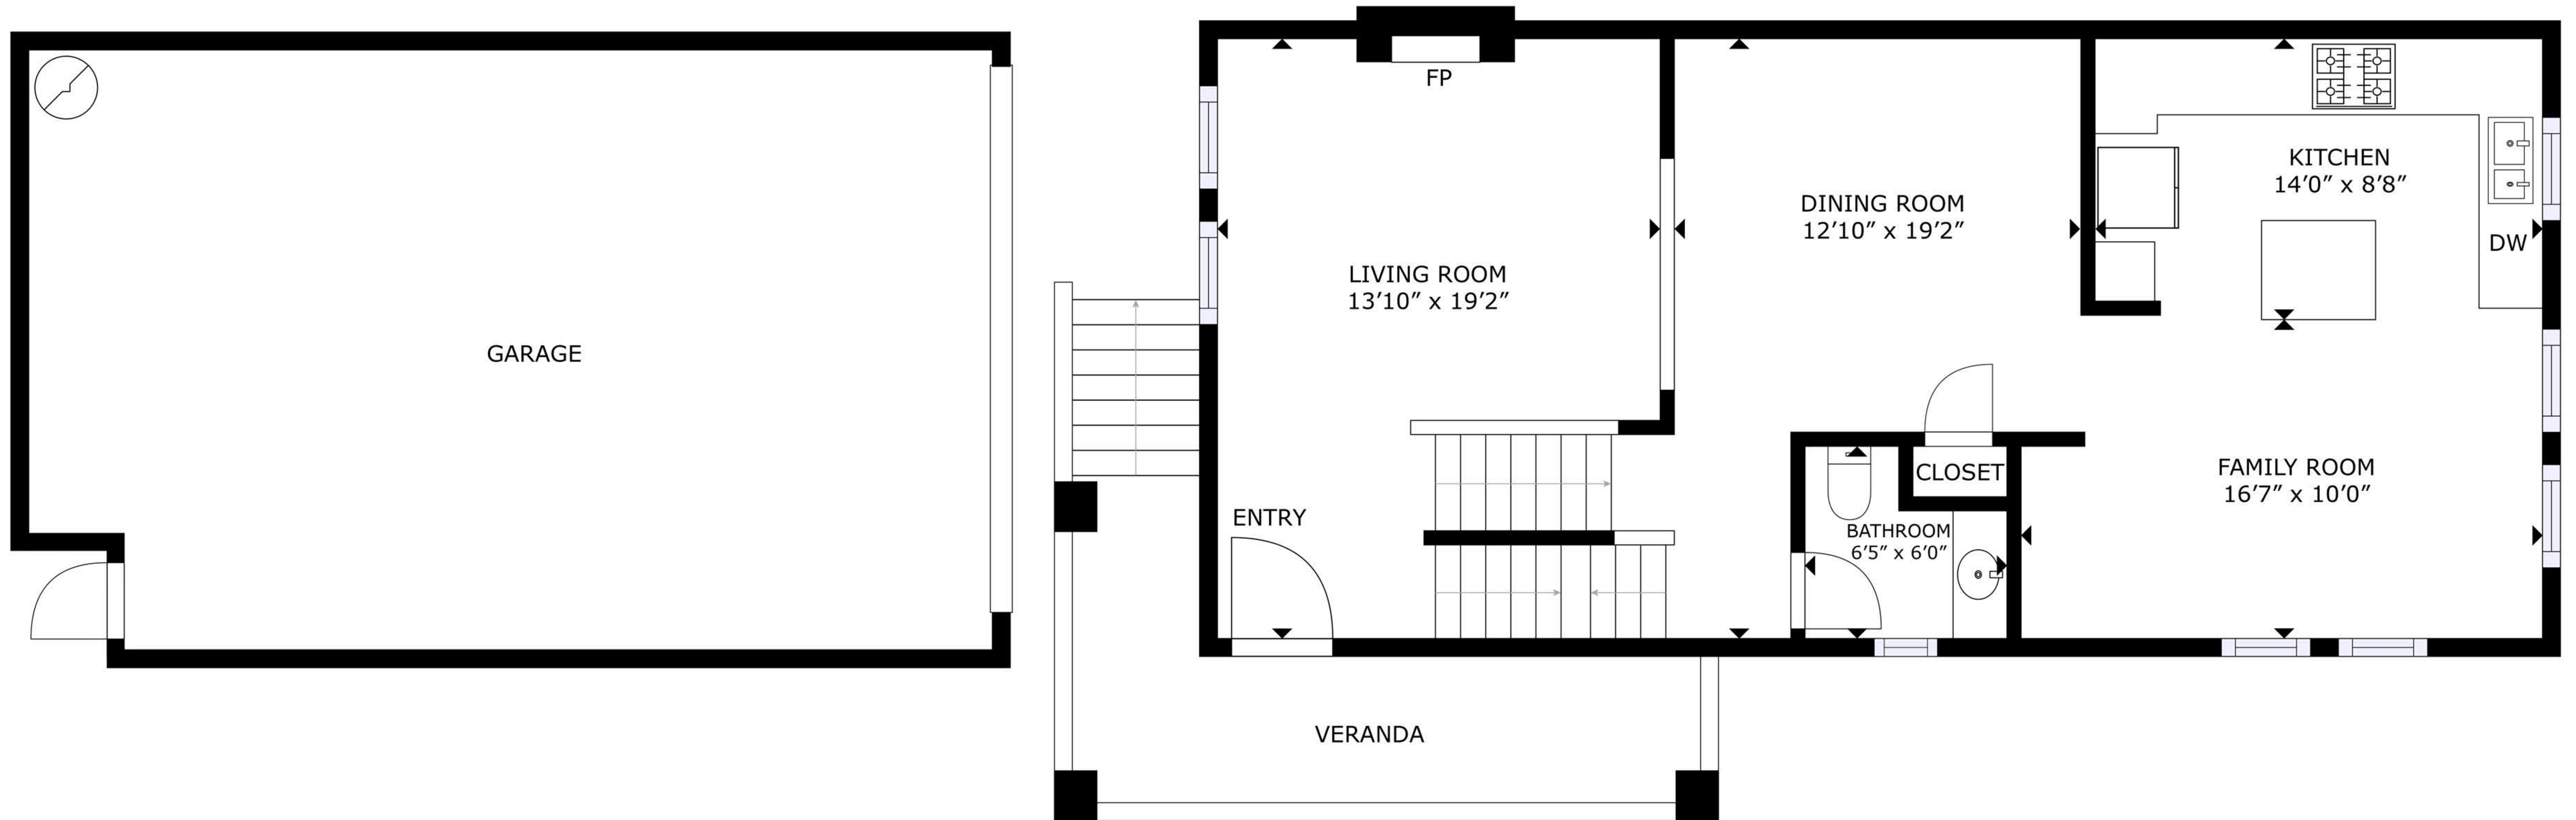 GARAGE
FP
LIVING ROOM
13′10″ x 19′2″
ENTRY
VERANDA
DINING ROOM
12′10″ x 19′2″
KITCHEN
14′0″ x 8′8″
DW
CLOSET
BATHROOM
6′5″ x 6′0″
FAMILY ROOM
16′7″ x 10′0″